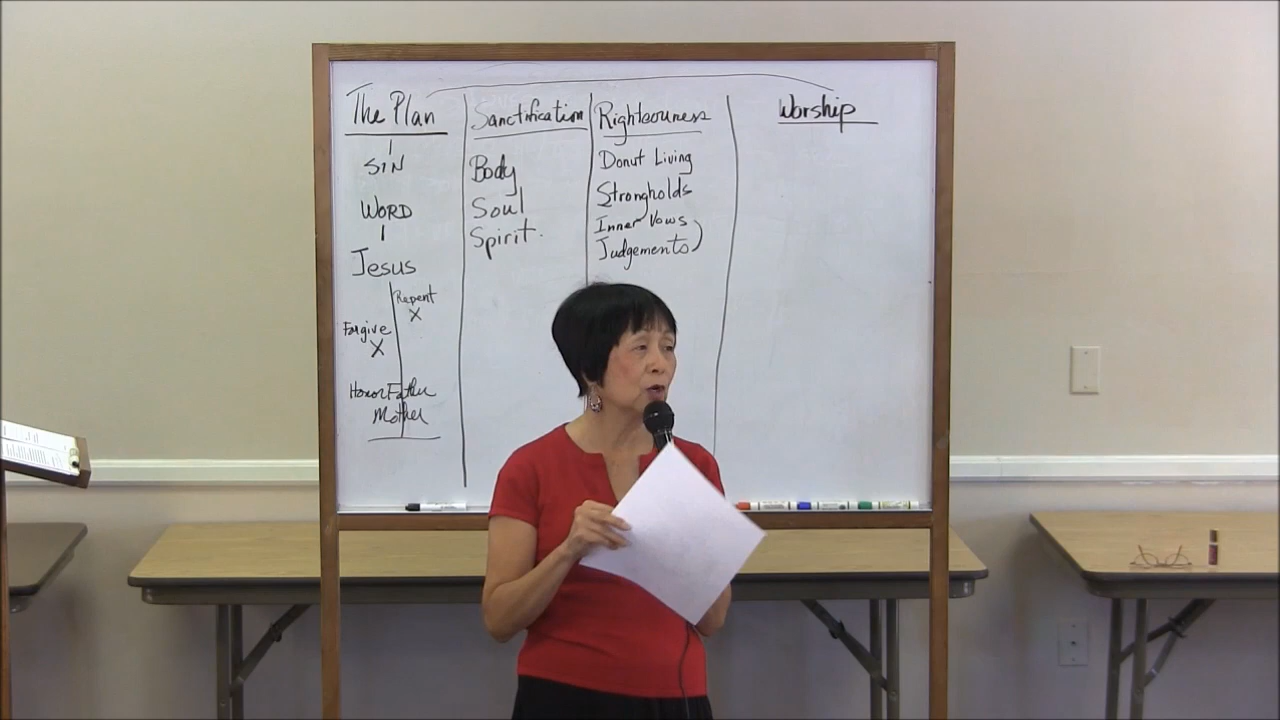 The Plan
SIN
WORD
Jesus
Repent
X
Forgive
X
Honor Father
Mother
Sanctification
Body
Soul
Spirit.
Righteousness
Donut Living
Strongholds
Inner Vows
Judgements)
Worship